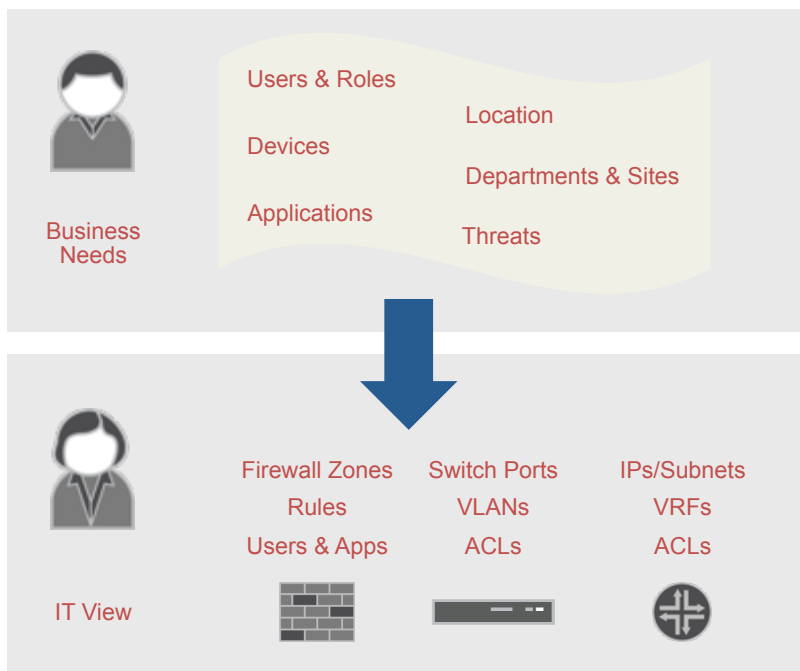 Users & Roles
Location
Devices
Departments & Sites
Applications
Threats
Business
Needs
Firewall Zones
Switch Ports
IPs/Subnets
Rules
VLANs
VRFs
Users & Apps
ACLs
ACLs
IT View